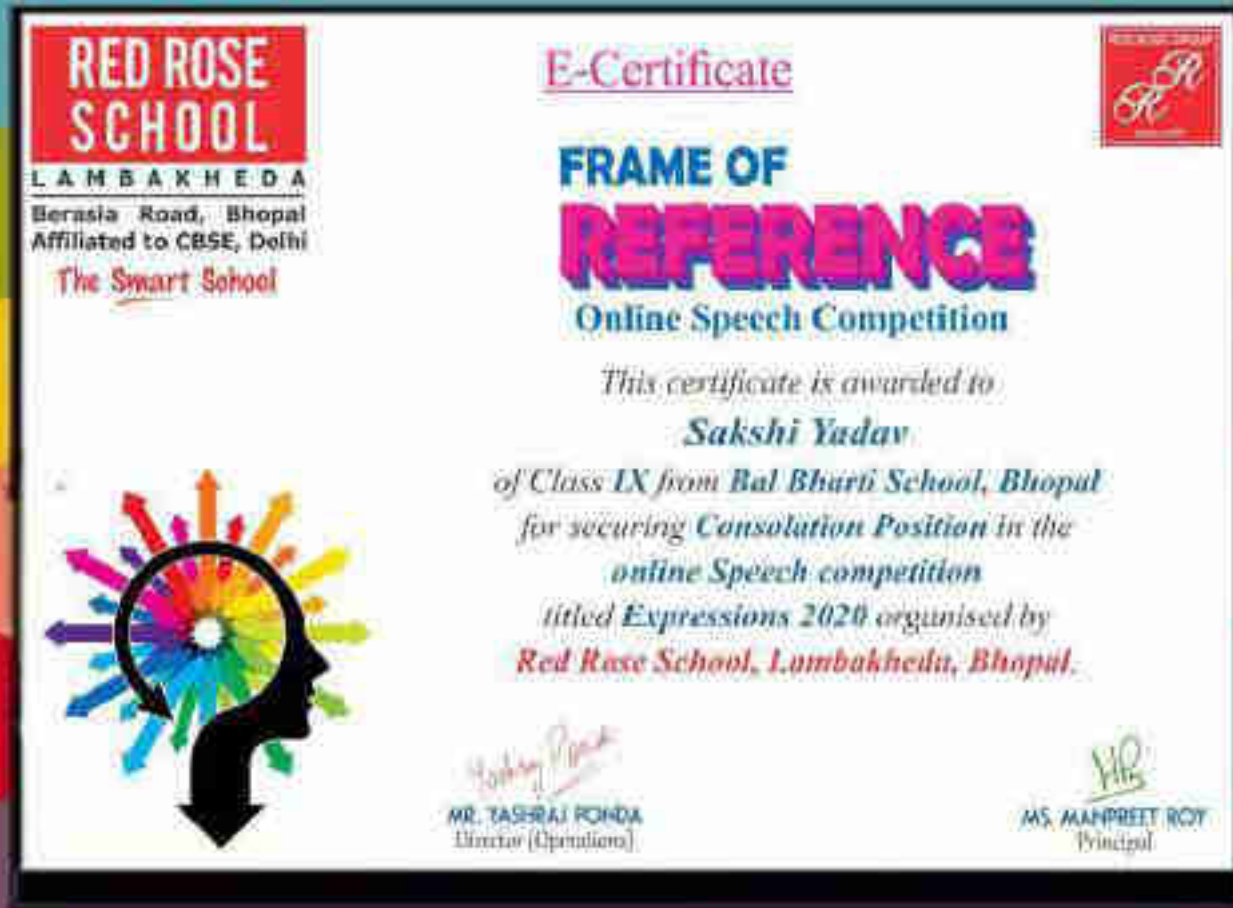 RED ROSE
SCHOOL
LAMBAKHEDA
Berasia Road, Bhopal
Affiliated to CBSE, Delhi
The Smart School
E-Certificate
FRAME OF
REFERENCE
Online Speech Competition
This certificate is awarded to
Sakshi Yadav
of Class IX from Bal Bharti School, Bhopal
for securing Consolation Position in the
online Speech competition
titled Expressions 2020 organised by
Red Rose School, Lambakheda, Bhopal.
Yashraj Ponda
MR. YASHRAJ PONDA
Director (Operations)
MS. MANPREET ROY
Principal
RR